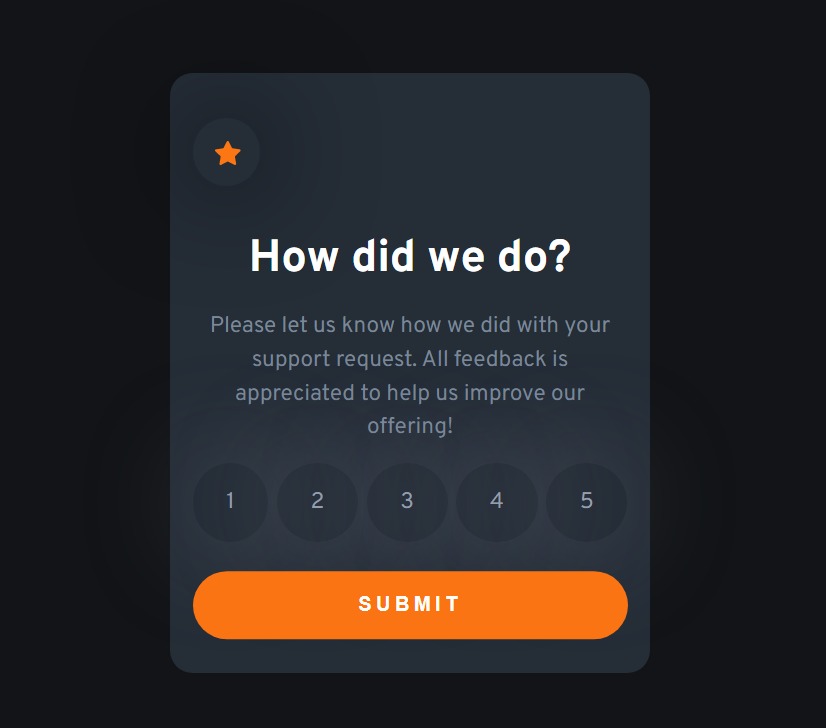 How did we do?
Please let us know how we did with your
support request. All feedback is
appreciated to help us improve our
offering!
1 2 3 4 5
SUBMIT